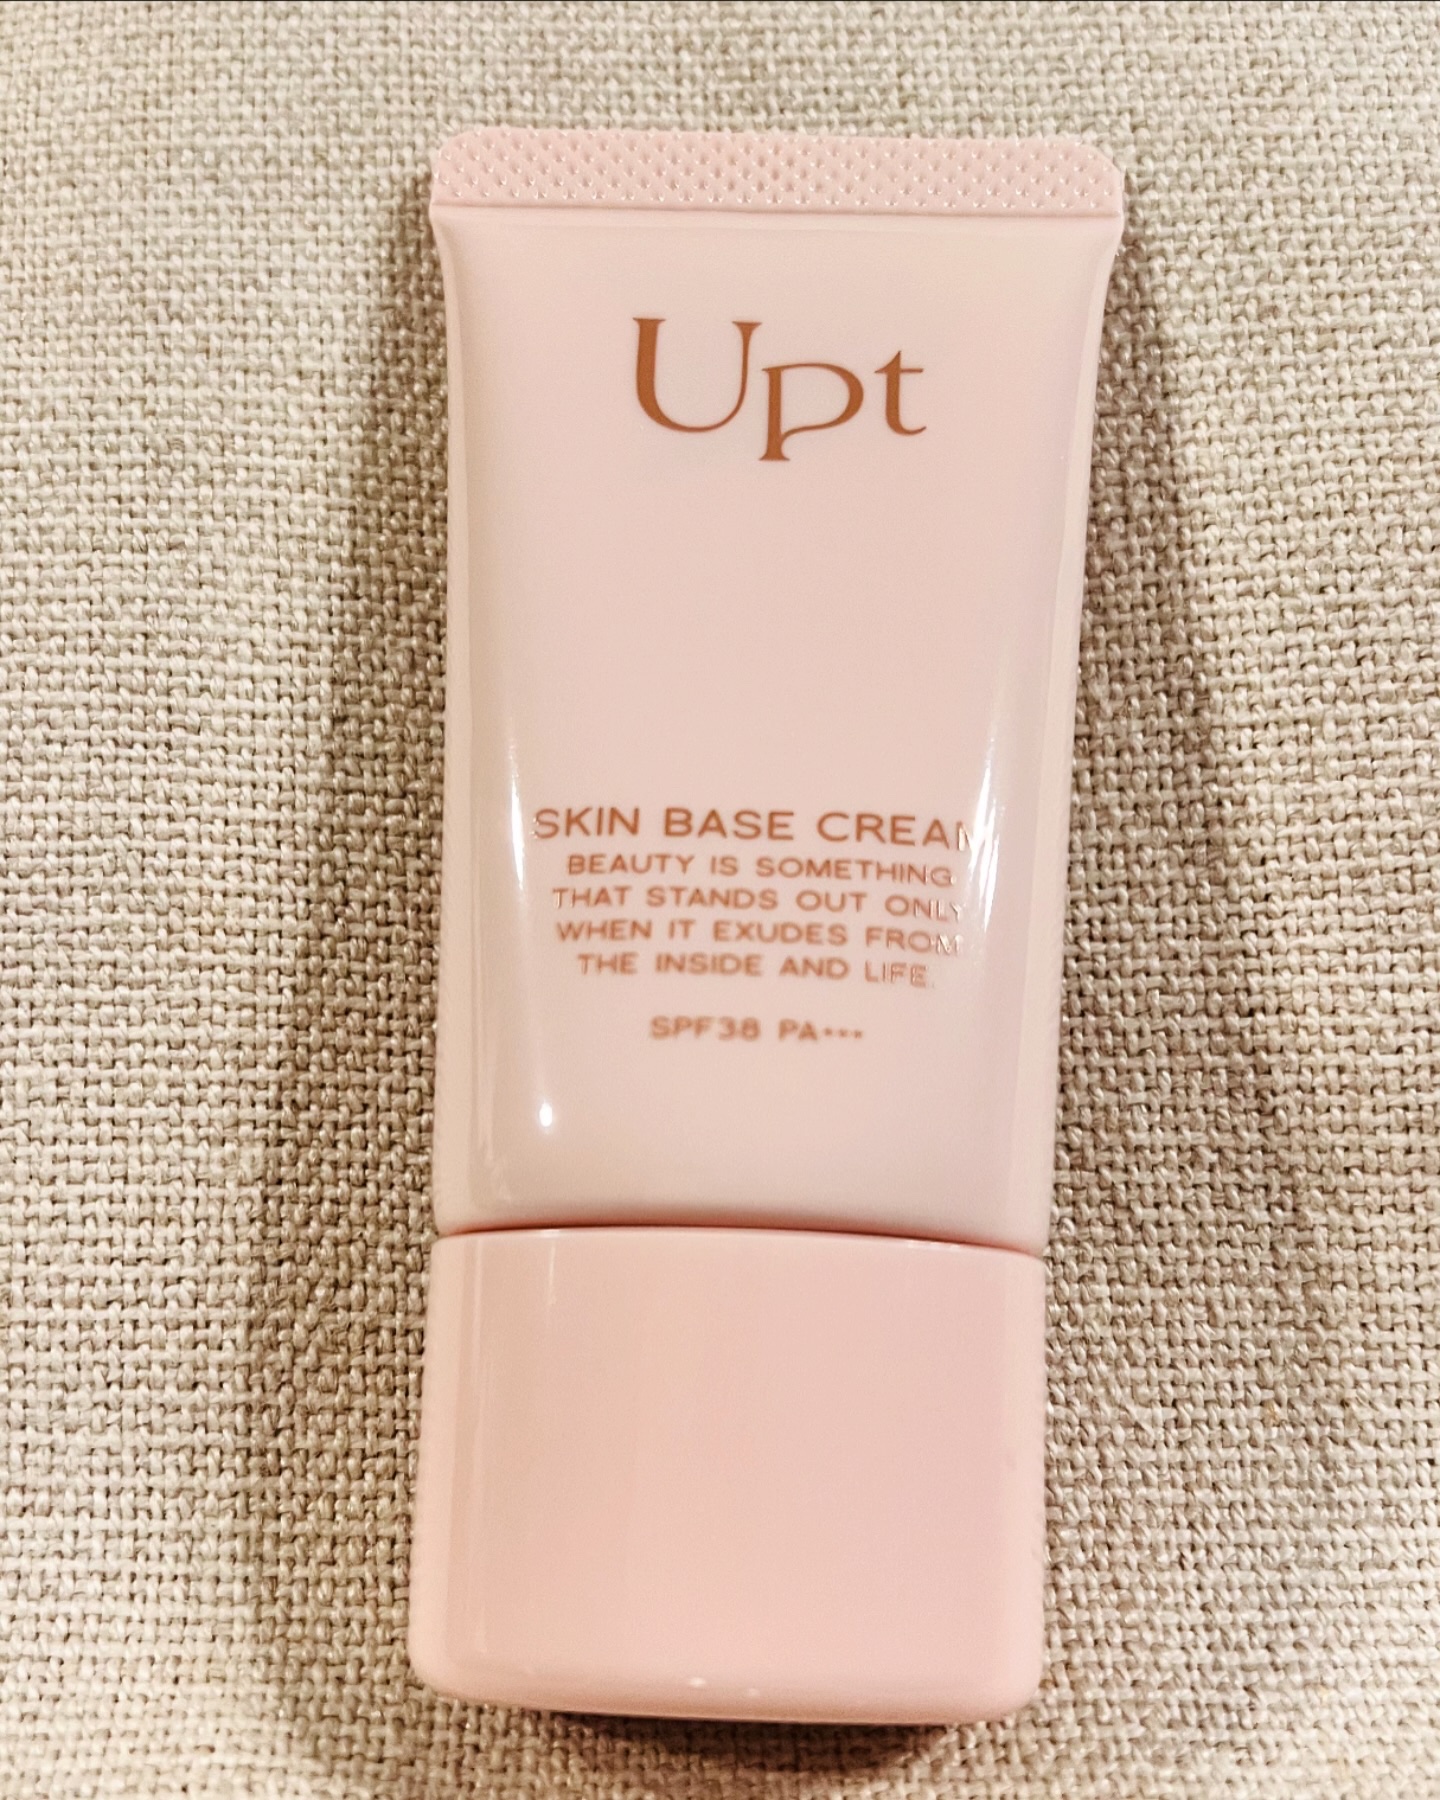 Upt
SKIN BASE CREAM
BEAUTY IS SOMETHING
THAT STANDS OUT ONLY
WHEN IT EXUDES FROM
THE INSIDE AND LIFE.
SPF38 PA+++